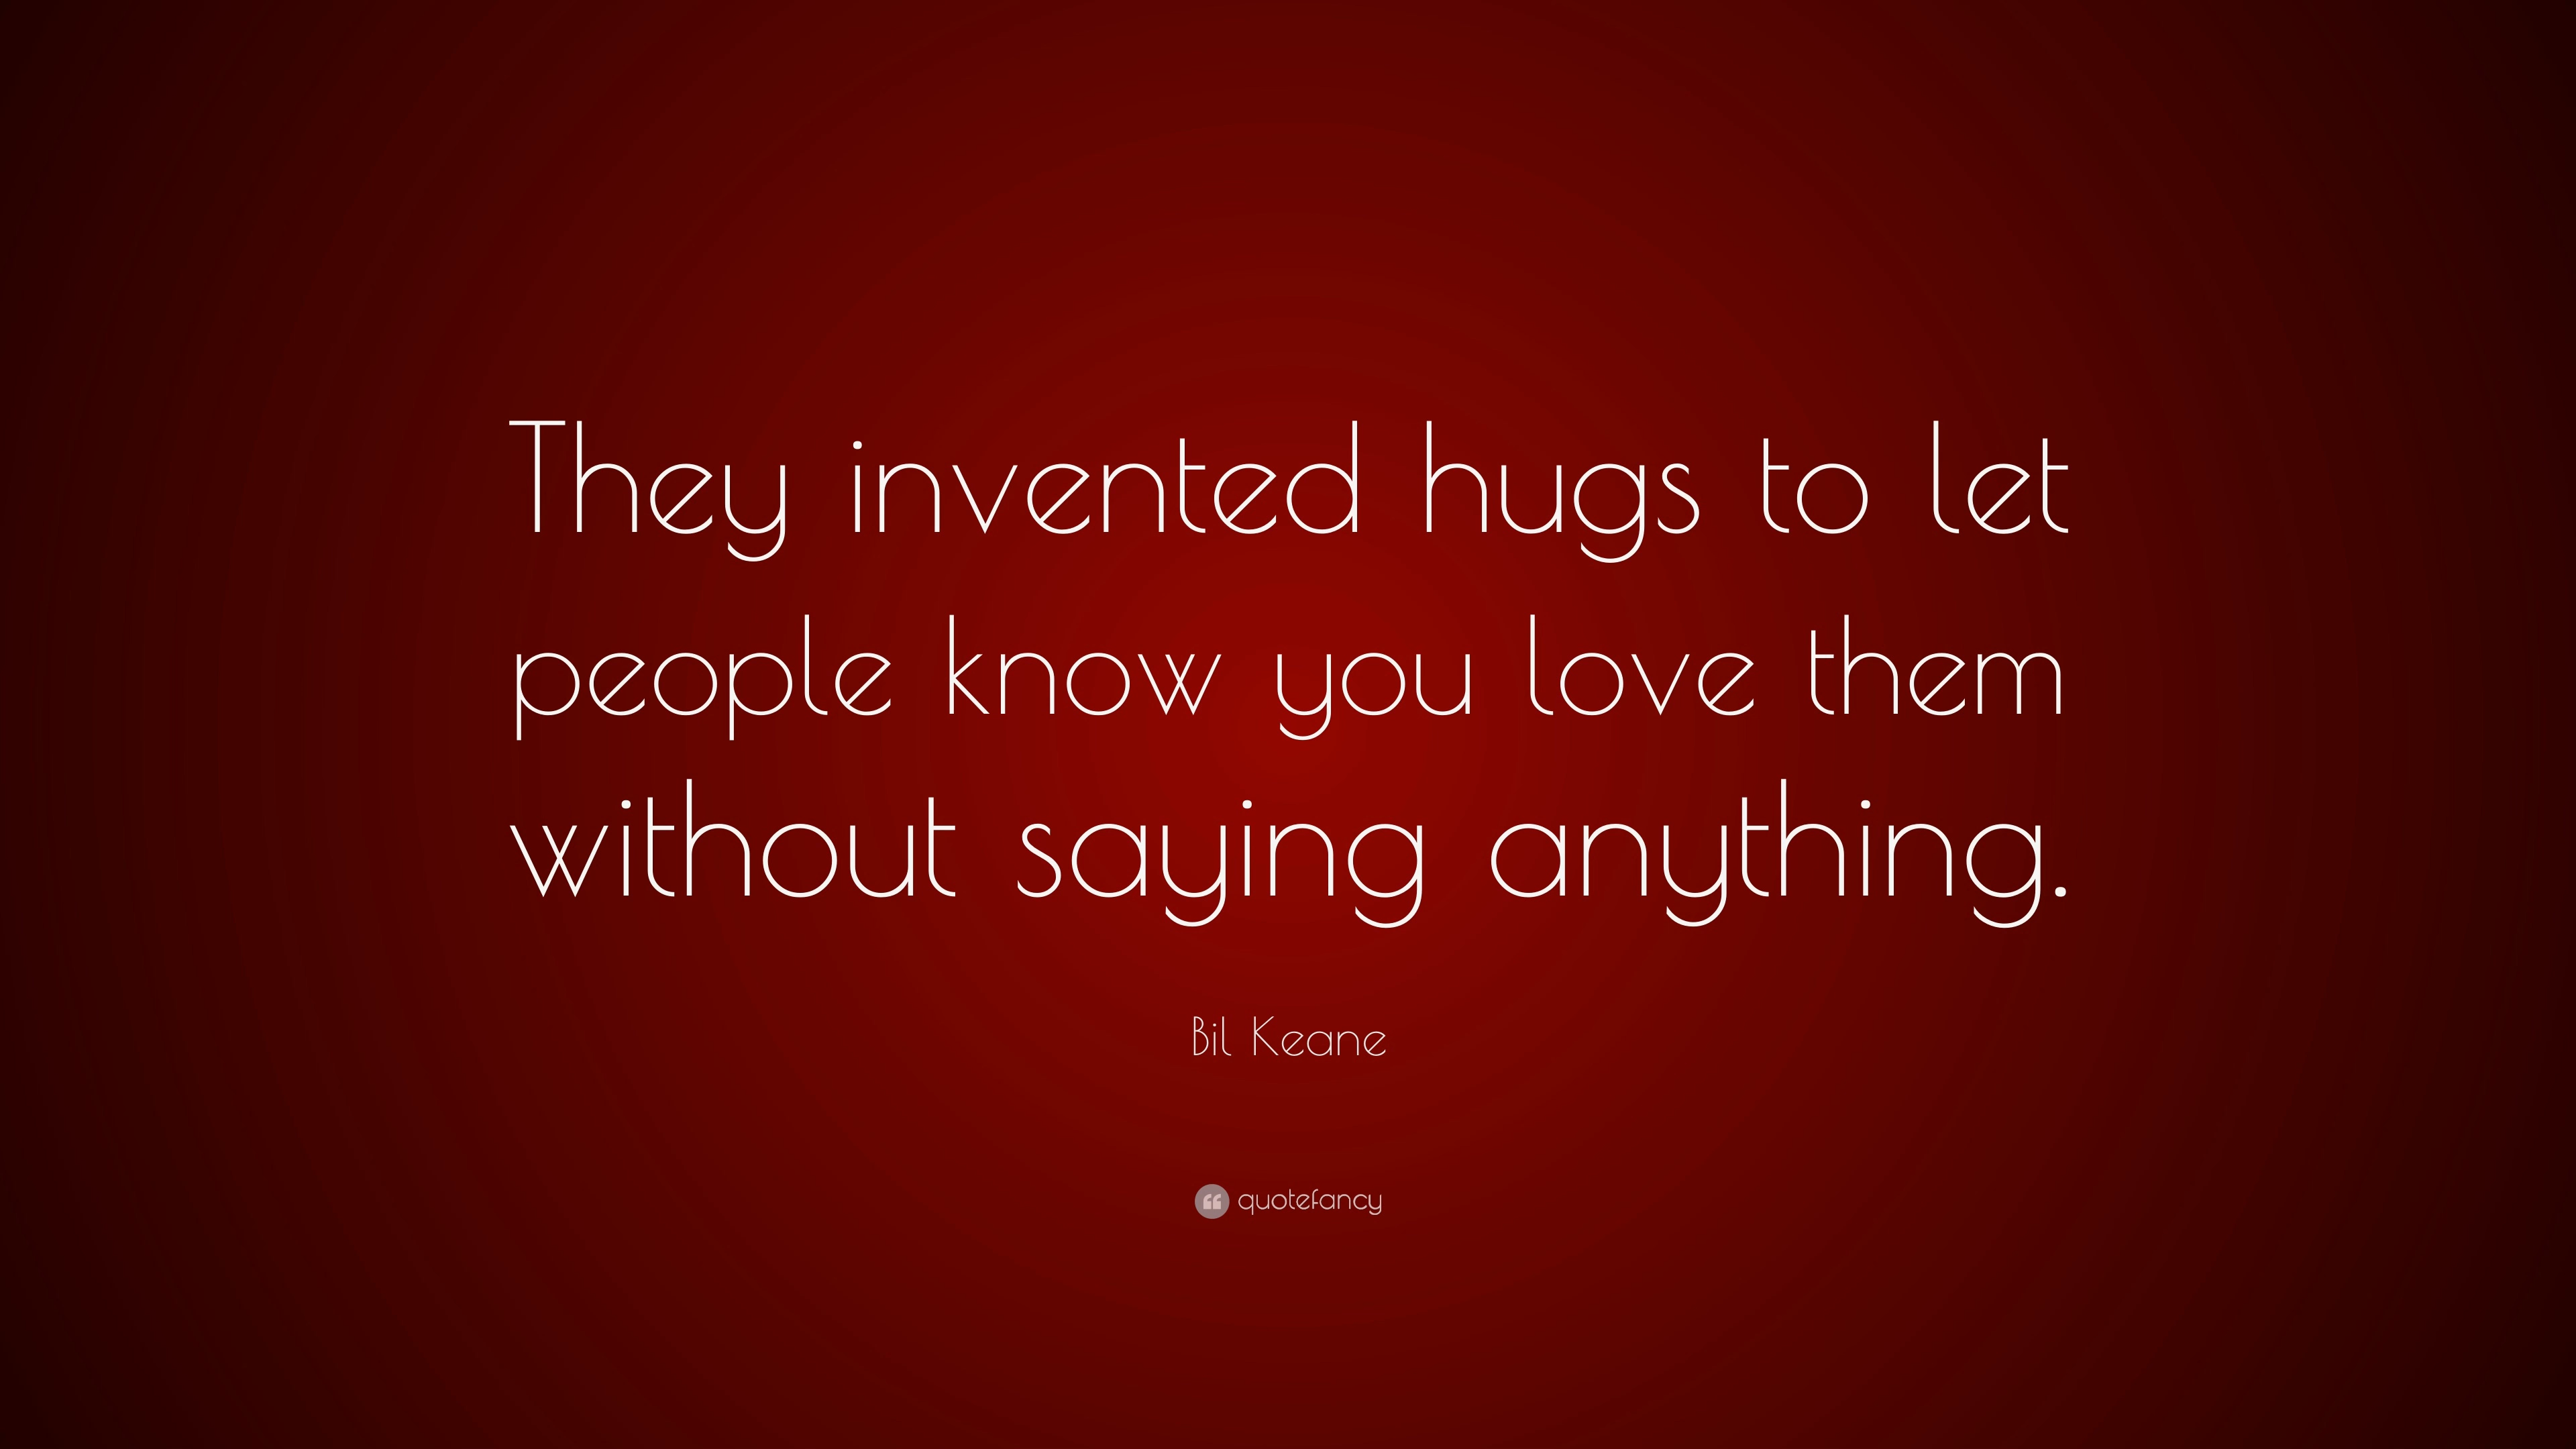 They invented hugs to let
people know you love them
without saying anything.
Bil Keane
quotefancy